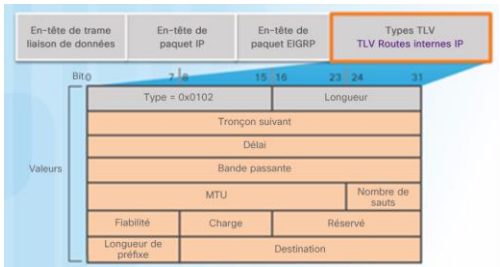 En-tête de trame
liaison de données
En-tête de
paquet IP
En-tête de
paquet EIGRP
Types TLV
TLV Routes internes IP
Bit 0 7 8 15 16 23 24 31
Type = 0x0102 Longueur
Tronçon suivant
Délai
Valeurs
Bande passante
MTU
Nombre de
sauts
Fiabilité Charge Réservé
Longueur de
préfixe
Destination